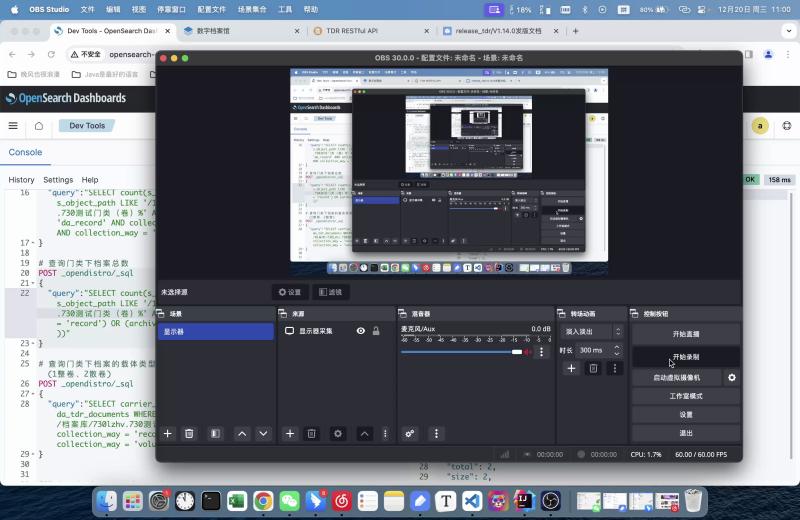 OBS Studio 文件 编辑 视图 停靠窗口 配置文件 场景集合 工具 帮助
18% 80% 12月20日 周三 11:00
Dev Tools
数字档案馆
TDR RESTful API
release_tdr/V1.14.0发版文档
不安全 opensearch-
晚风也很浪漫
Java是最好的语言
OpenSearch Dashboards
Dev Tools
a
Console
History Settings Help
OK 158 ms
16 "query":"SELECT count(s_
s_object_path LIKE '/1
.730测试门类（卷）%' A
'da_record' AND collec
AND collection_way = '
17 }
18
19 # 查询门类下档案总数
20 POST _opendistro/_sql
21 {
22 "query":"SELECT count(s_
s_object_path LIKE '/1
.730测试门类（卷）%' A
= 'record') OR (archiv
))"
23 }
24
25 # 查询门类下档案的载体类型
（1整卷、2散卷）
26 POST _opendistro/_sql
27 {
28 "query":"SELECT carrier_
da_tdr_documents WHERE
/档案库/730lzhv.730测
collection_way = 'reco
collection_way = 'volu
29 }
30
31
28 "total": 2,
29 "size": 2,
OBS 30.0.0 - 配置文件: 未命名 - 场景: 未命名
未选择源
设置
滤镜
场景
显示器
来源
显示器采集
混音器
麦克风/Aux 0.0 dB
-60 -55 -50 -45 -40 -35 -30 -25 -20 -15 -10 -5 0
转场动画
淡入淡出
时长 300 ms
控制按钮
开始直播
开始录制
启动虚拟摄像机
工作室模式
设置
退出
00:00:00
00:00:00
CPU: 1.7%
60.00 / 60.00 FPS